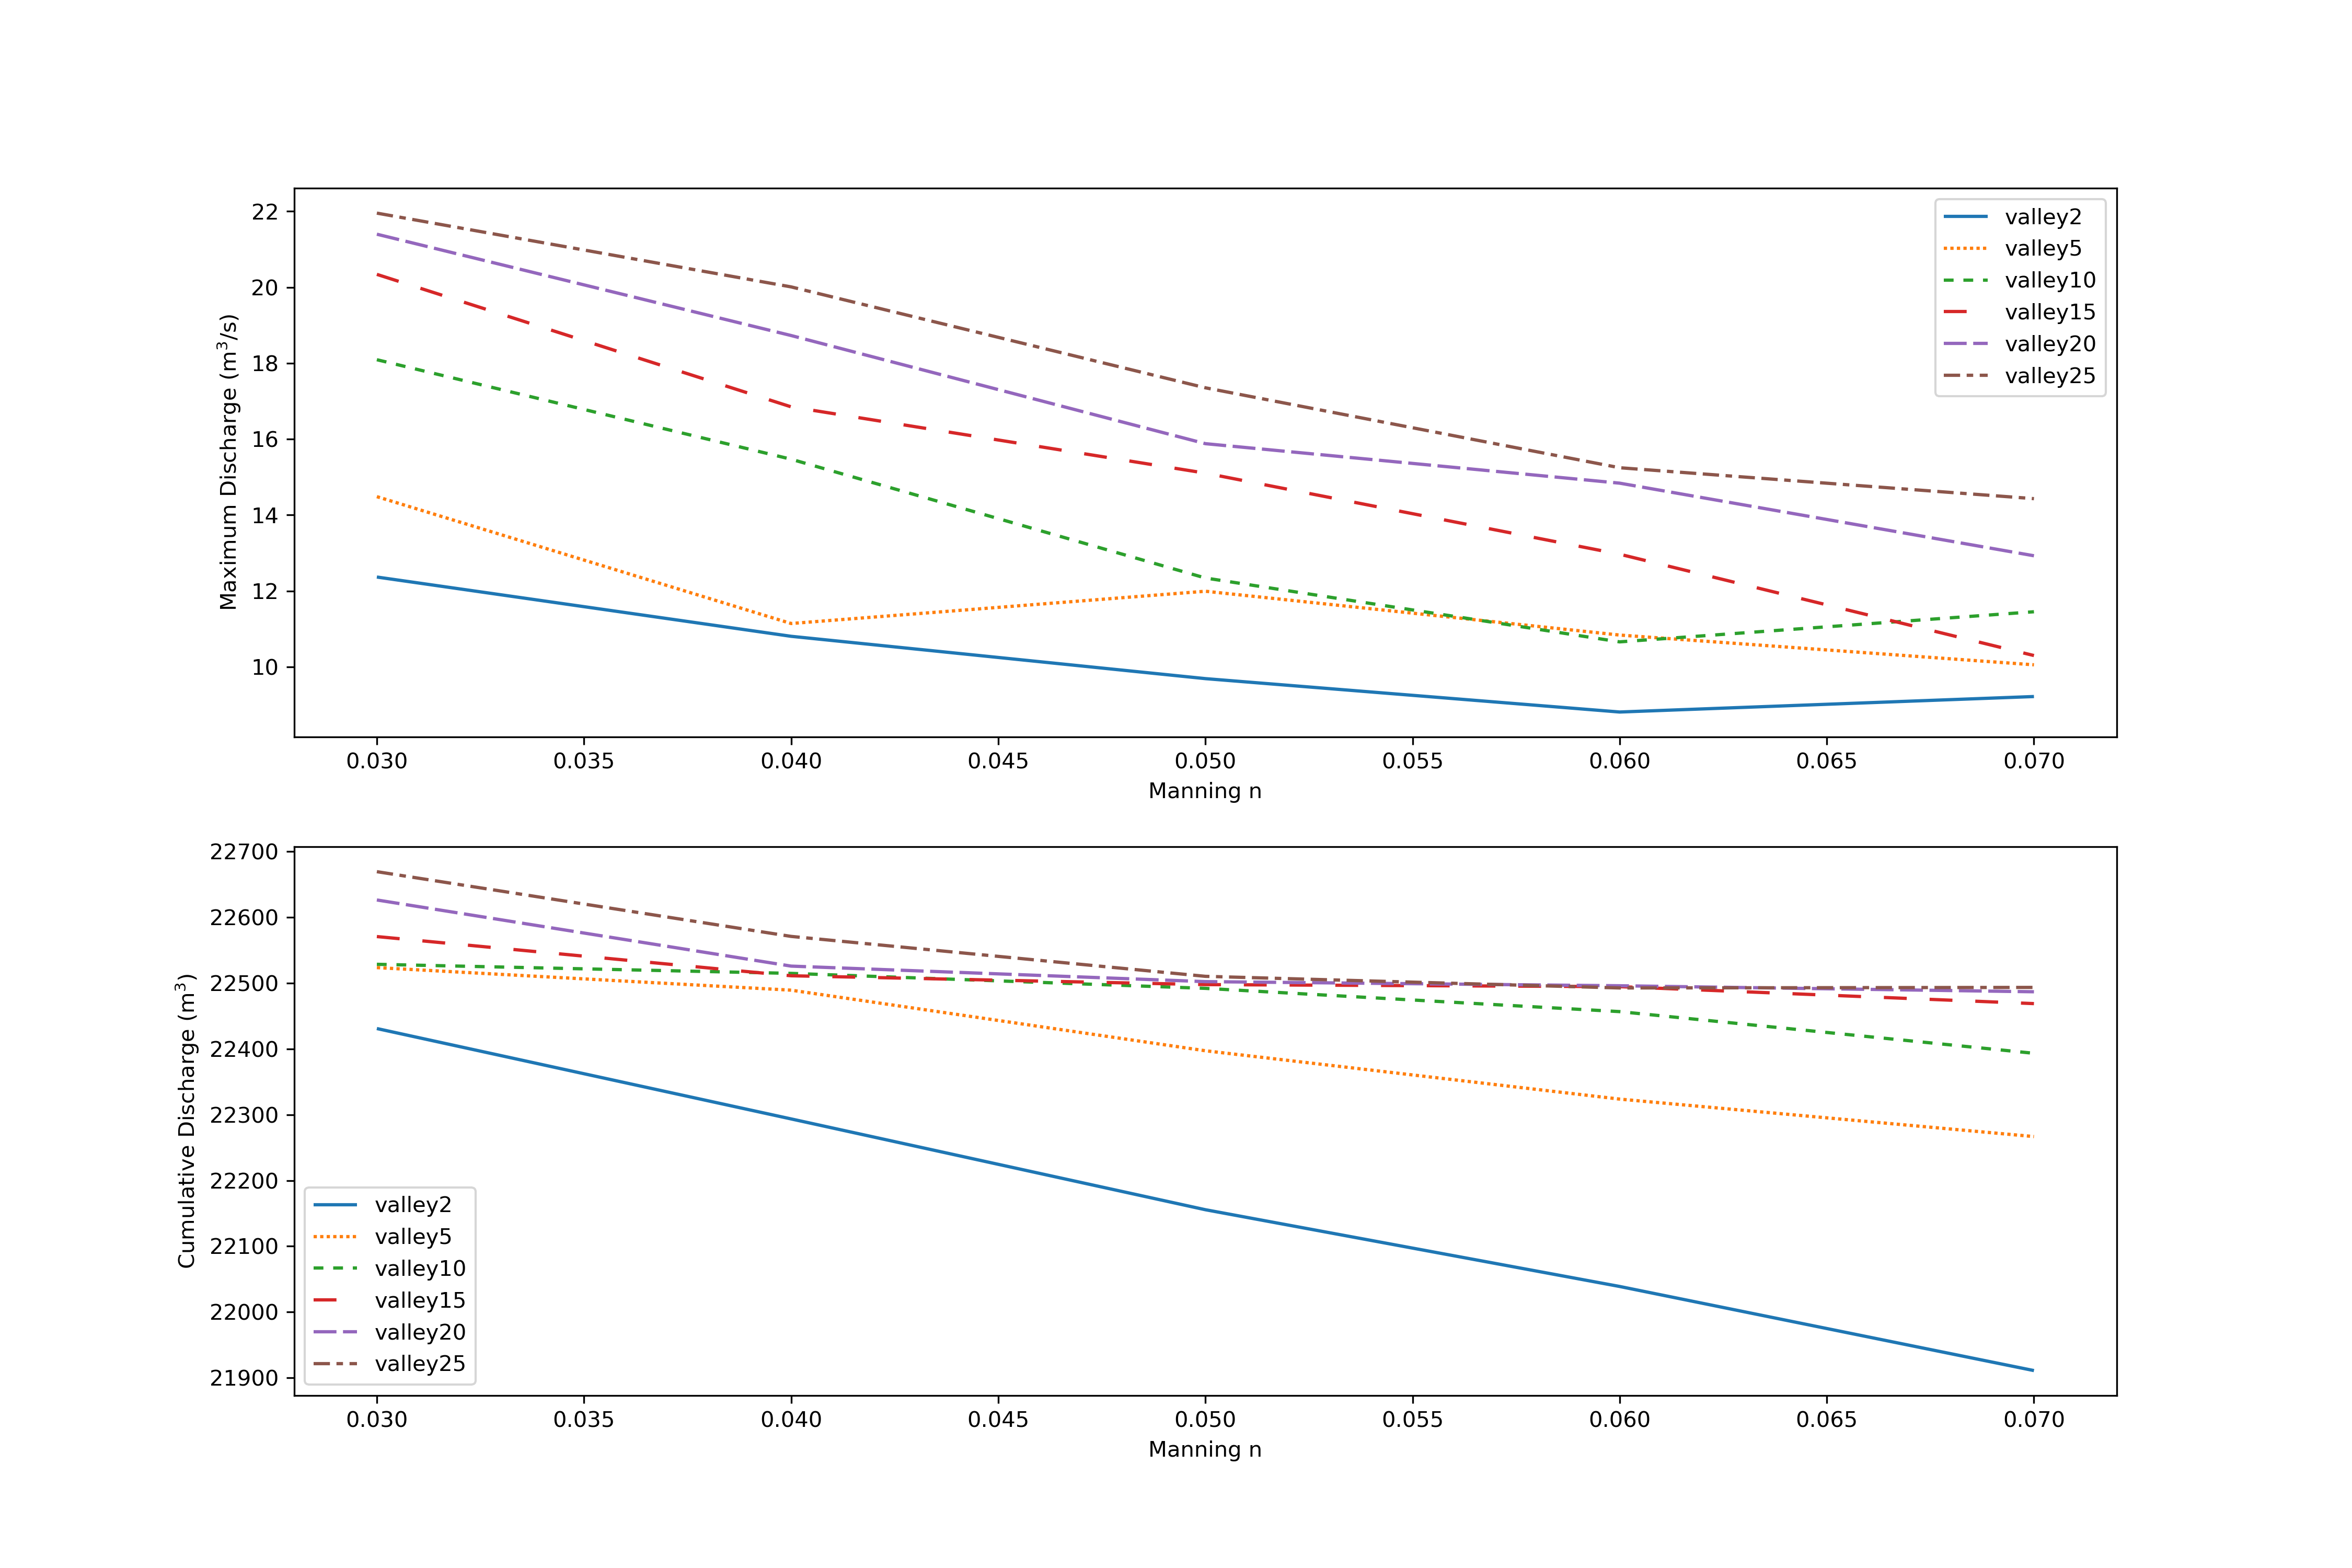 22
20
18
16
14
12
10
Maximum Discharge (m³/s)
valley2
valley5
valley10
valley15
valley20
valley25
0.030 0.035 0.040 0.045 0.050 0.055 0.060 0.065 0.070
Manning n
22700
22600
22500
22400
22300
22200
22100
22000
21900
Cumulative Discharge (m³)
valley2
valley5
valley10
valley15
valley20
valley25
0.030 0.035 0.040 0.045 0.050 0.055 0.060 0.065 0.070
Manning n